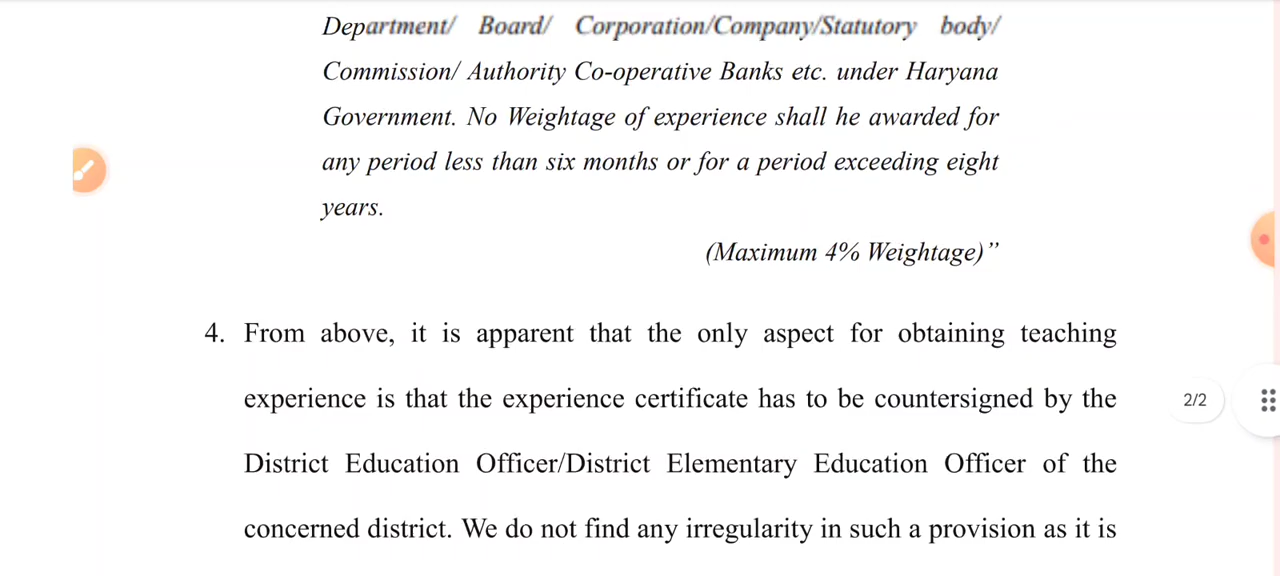 Department/ Board/ Corporation/Company/Statutory body/
Commission/ Authority Co-operative Banks etc. under Haryana
Government. No Weightage of experience shall he awarded for
any period less than six months or for a period exceeding eight
years.
(Maximum 4% Weightage)”
4. From above, it is apparent that the only aspect for obtaining teaching
experience is that the experience certificate has to be countersigned by the
District Education Officer/District Elementary Education Officer of the
concerned district. We do not find any irregularity in such a provision as it is
2/2